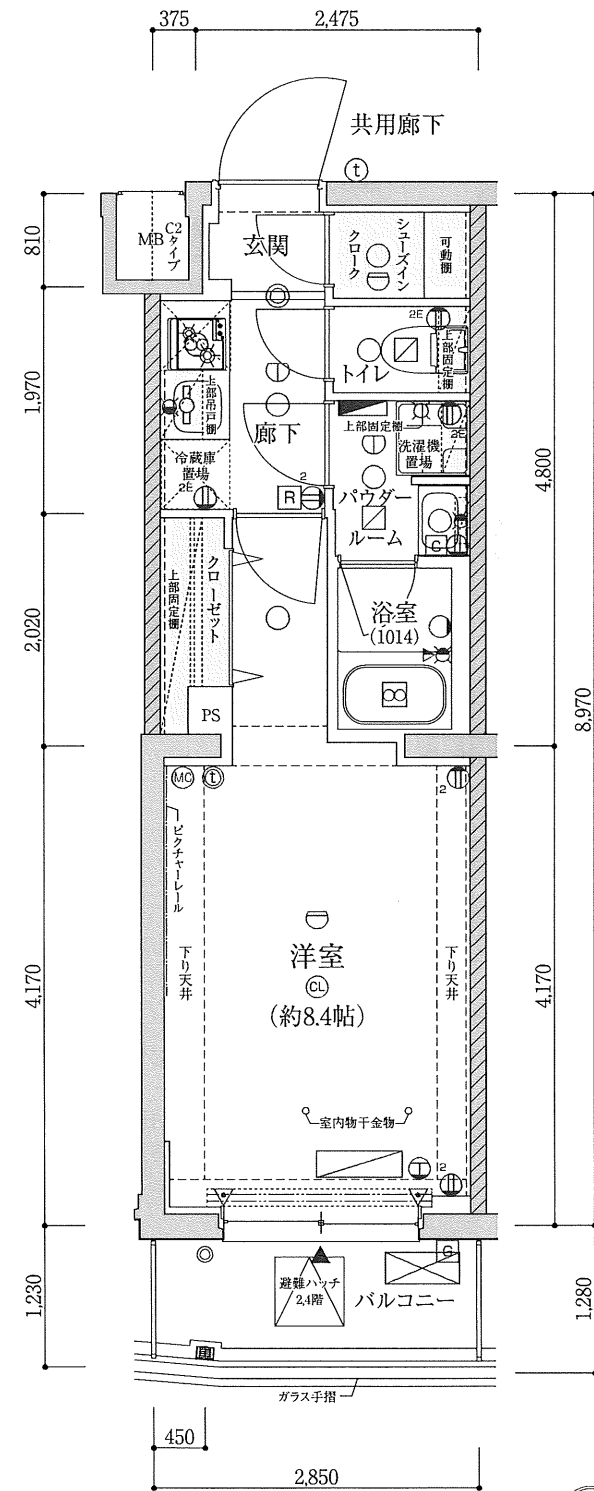 375
2,475
共用廊下
t
810
MB
C2タイプ
玄関
シューズイン
クローク
可動棚
2E
トイレ
上部固定棚
1,970
上部吊戸棚
廊下
上部固定棚
洗濯機
置場
2E
冷蔵庫
置場
2E
R
2
パウダー
ルーム
C
4,800
2,020
上部固定棚
クローゼット
浴室
(1014)
PS
8,970
MC
t
2
ピクチャーレール
下り天井
下り天井
洋室
CL
(約8.4帖)
4,170
4,170
室内物干金物
2
G
避難ハッチ
2,4階
バルコニー
1,230
1,280
ガラス手摺
450
2,850